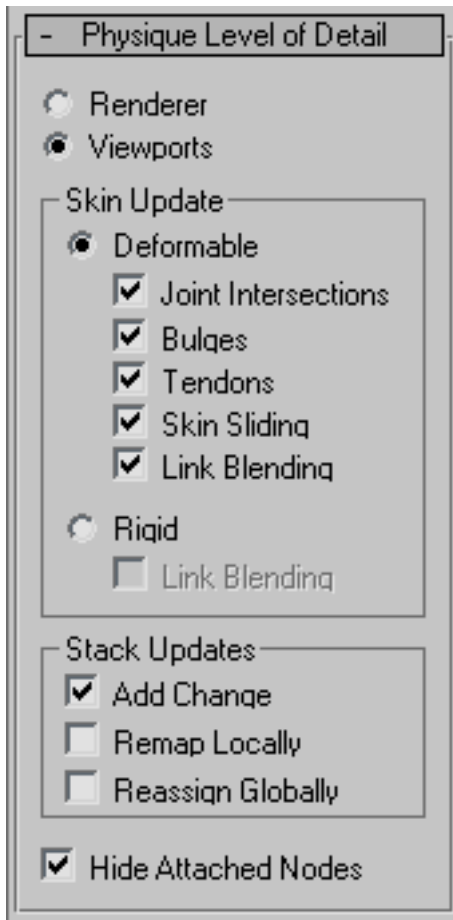 - Physique Level of Detail
Renderer
Viewports
Skin Update
Deformable
Joint Intersections
Bulges
Tendons
Skin Sliding
Link Blending
Rigid
Link Blending
Stack Updates
Add Change
Remap Locally
Reassign Globally
Hide Attached Nodes